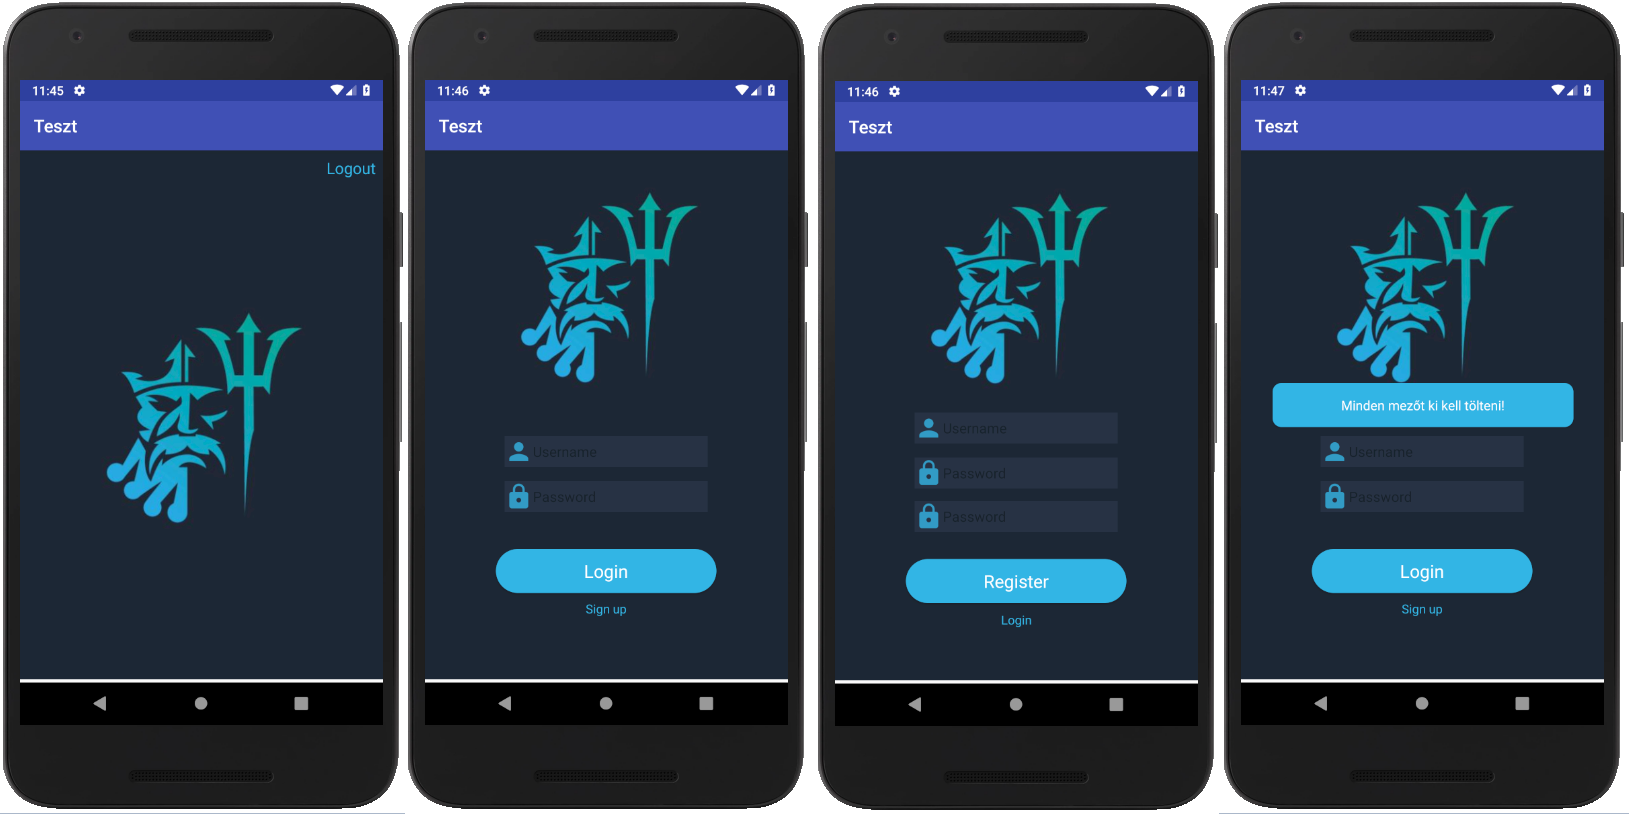 11:45
Teszt
Logout
11:46
Teszt
Username
Password
Login
Sign up
11:46
Teszt
Username
Password
Password
Register
Login
11:47
Teszt
Minden mezőt ki kell tölteni!
Username
Password
Login
Sign up